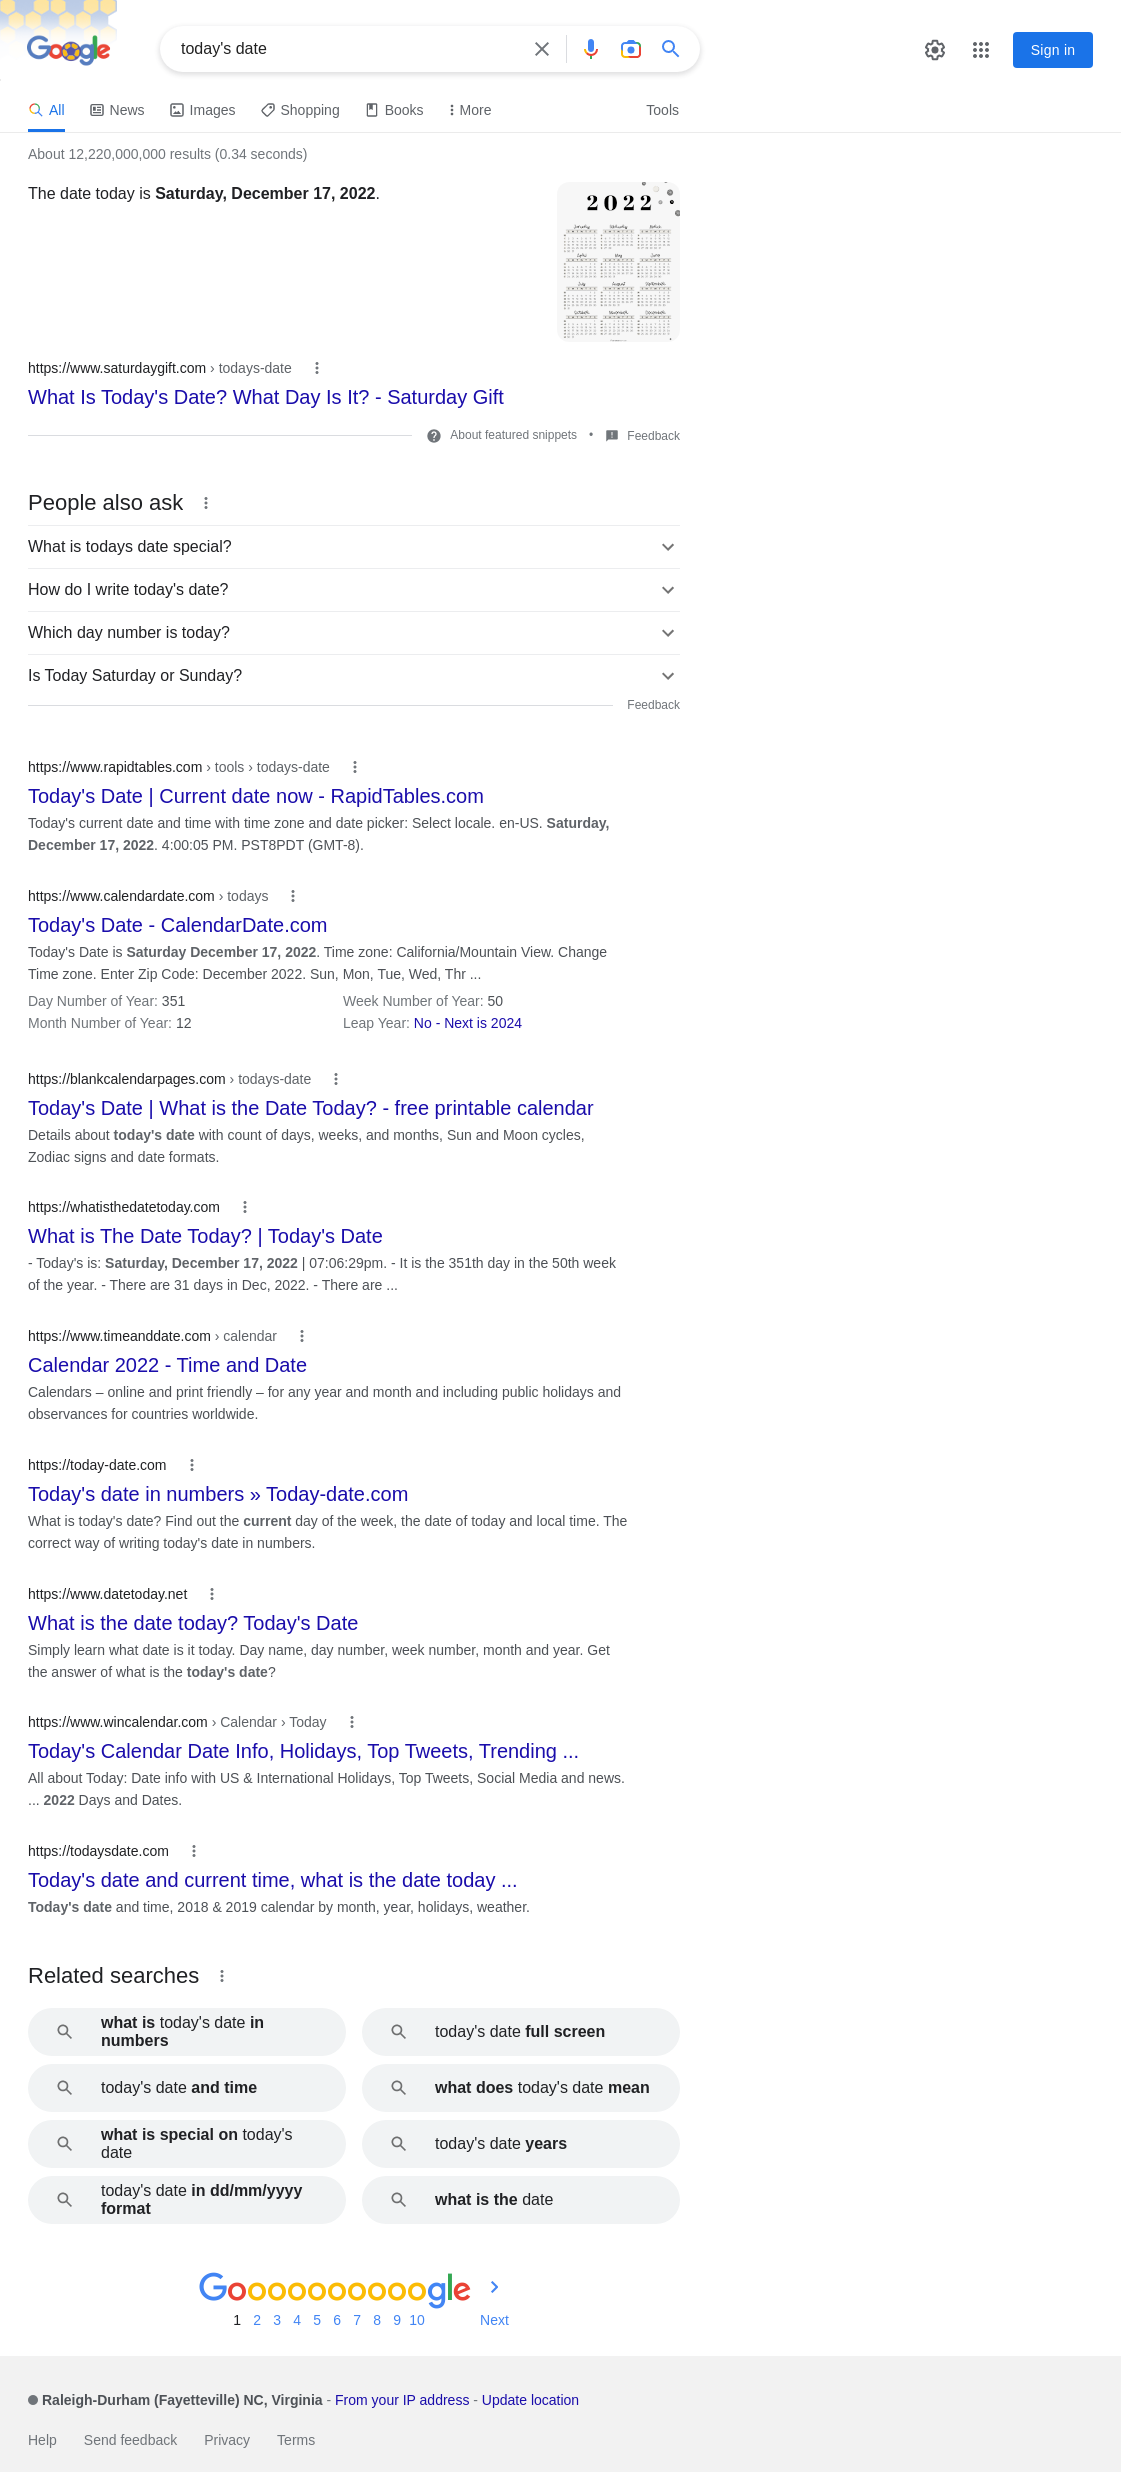 Google
today's date
Sign in
All
News
Images
Shopping
Books
More
Tools
About 12,220,000,000 results (0.34 seconds)
The date today is Saturday, December 17, 2022.
2022
https://www.saturdaygift.com › todays-date
What Is Today's Date? What Day Is It? - Saturday Gift
About featured snippets • Feedback
People also ask
What is todays date special?
How do I write today's date?
Which day number is today?
Is Today Saturday or Sunday?
Feedback
https://www.rapidtables.com › tools › todays-date
Today's Date | Current date now - RapidTables.com
Today's current date and time with time zone and date picker: Select locale. en-US. Saturday,
December 17, 2022. 4:00:05 PM. PST8PDT (GMT-8).
https://www.calendardate.com › todays
Today's Date - CalendarDate.com
Today's Date is Saturday December 17, 2022. Time zone: California/Mountain View. Change
Time zone. Enter Zip Code: December 2022. Sun, Mon, Tue, Wed, Thr ...
Day Number of Year: 351
Week Number of Year: 50
Month Number of Year: 12
Leap Year: No - Next is 2024
https://blankcalendarpages.com › todays-date
Today's Date | What is the Date Today? - free printable calendar
Details about today's date with count of days, weeks, and months, Sun and Moon cycles,
Zodiac signs and date formats.
https://whatisthedatetoday.com
What is The Date Today? | Today's Date
- Today's is: Saturday, December 17, 2022 | 07:06:29pm. - It is the 351th day in the 50th week
of the year. - There are 31 days in Dec, 2022. - There are ...
https://www.timeanddate.com › calendar
Calendar 2022 - Time and Date
Calendars – online and print friendly – for any year and month and including public holidays and
observances for countries worldwide.
https://today-date.com
Today's date in numbers » Today-date.com
What is today's date? Find out the current day of the week, the date of today and local time. The
correct way of writing today's date in numbers.
https://www.datetoday.net
What is the date today? Today's Date
Simply learn what date is it today. Day name, day number, week number, month and year. Get
the answer of what is the today's date?
https://www.wincalendar.com › Calendar › Today
Today's Calendar Date Info, Holidays, Top Tweets, Trending ...
All about Today: Date info with US & International Holidays, Top Tweets, Social Media and news.
... 2022 Days and Dates.
https://todaysdate.com
Today's date and current time, what is the date today ...
Today's date and time, 2018 & 2019 calendar by month, year, holidays, weather.
Related searches
what is today's date in
numbers
today's date full screen
today's date and time
what does today's date mean
what is special on today's
date
today's date years
today's date in dd/mm/yyyy
format
what is the date
Goooooooooogle
1 2 3 4 5 6 7 8 9 10 Next
Raleigh-Durham (Fayetteville) NC, Virginia - From your IP address - Update location
Help Send feedback Privacy Terms